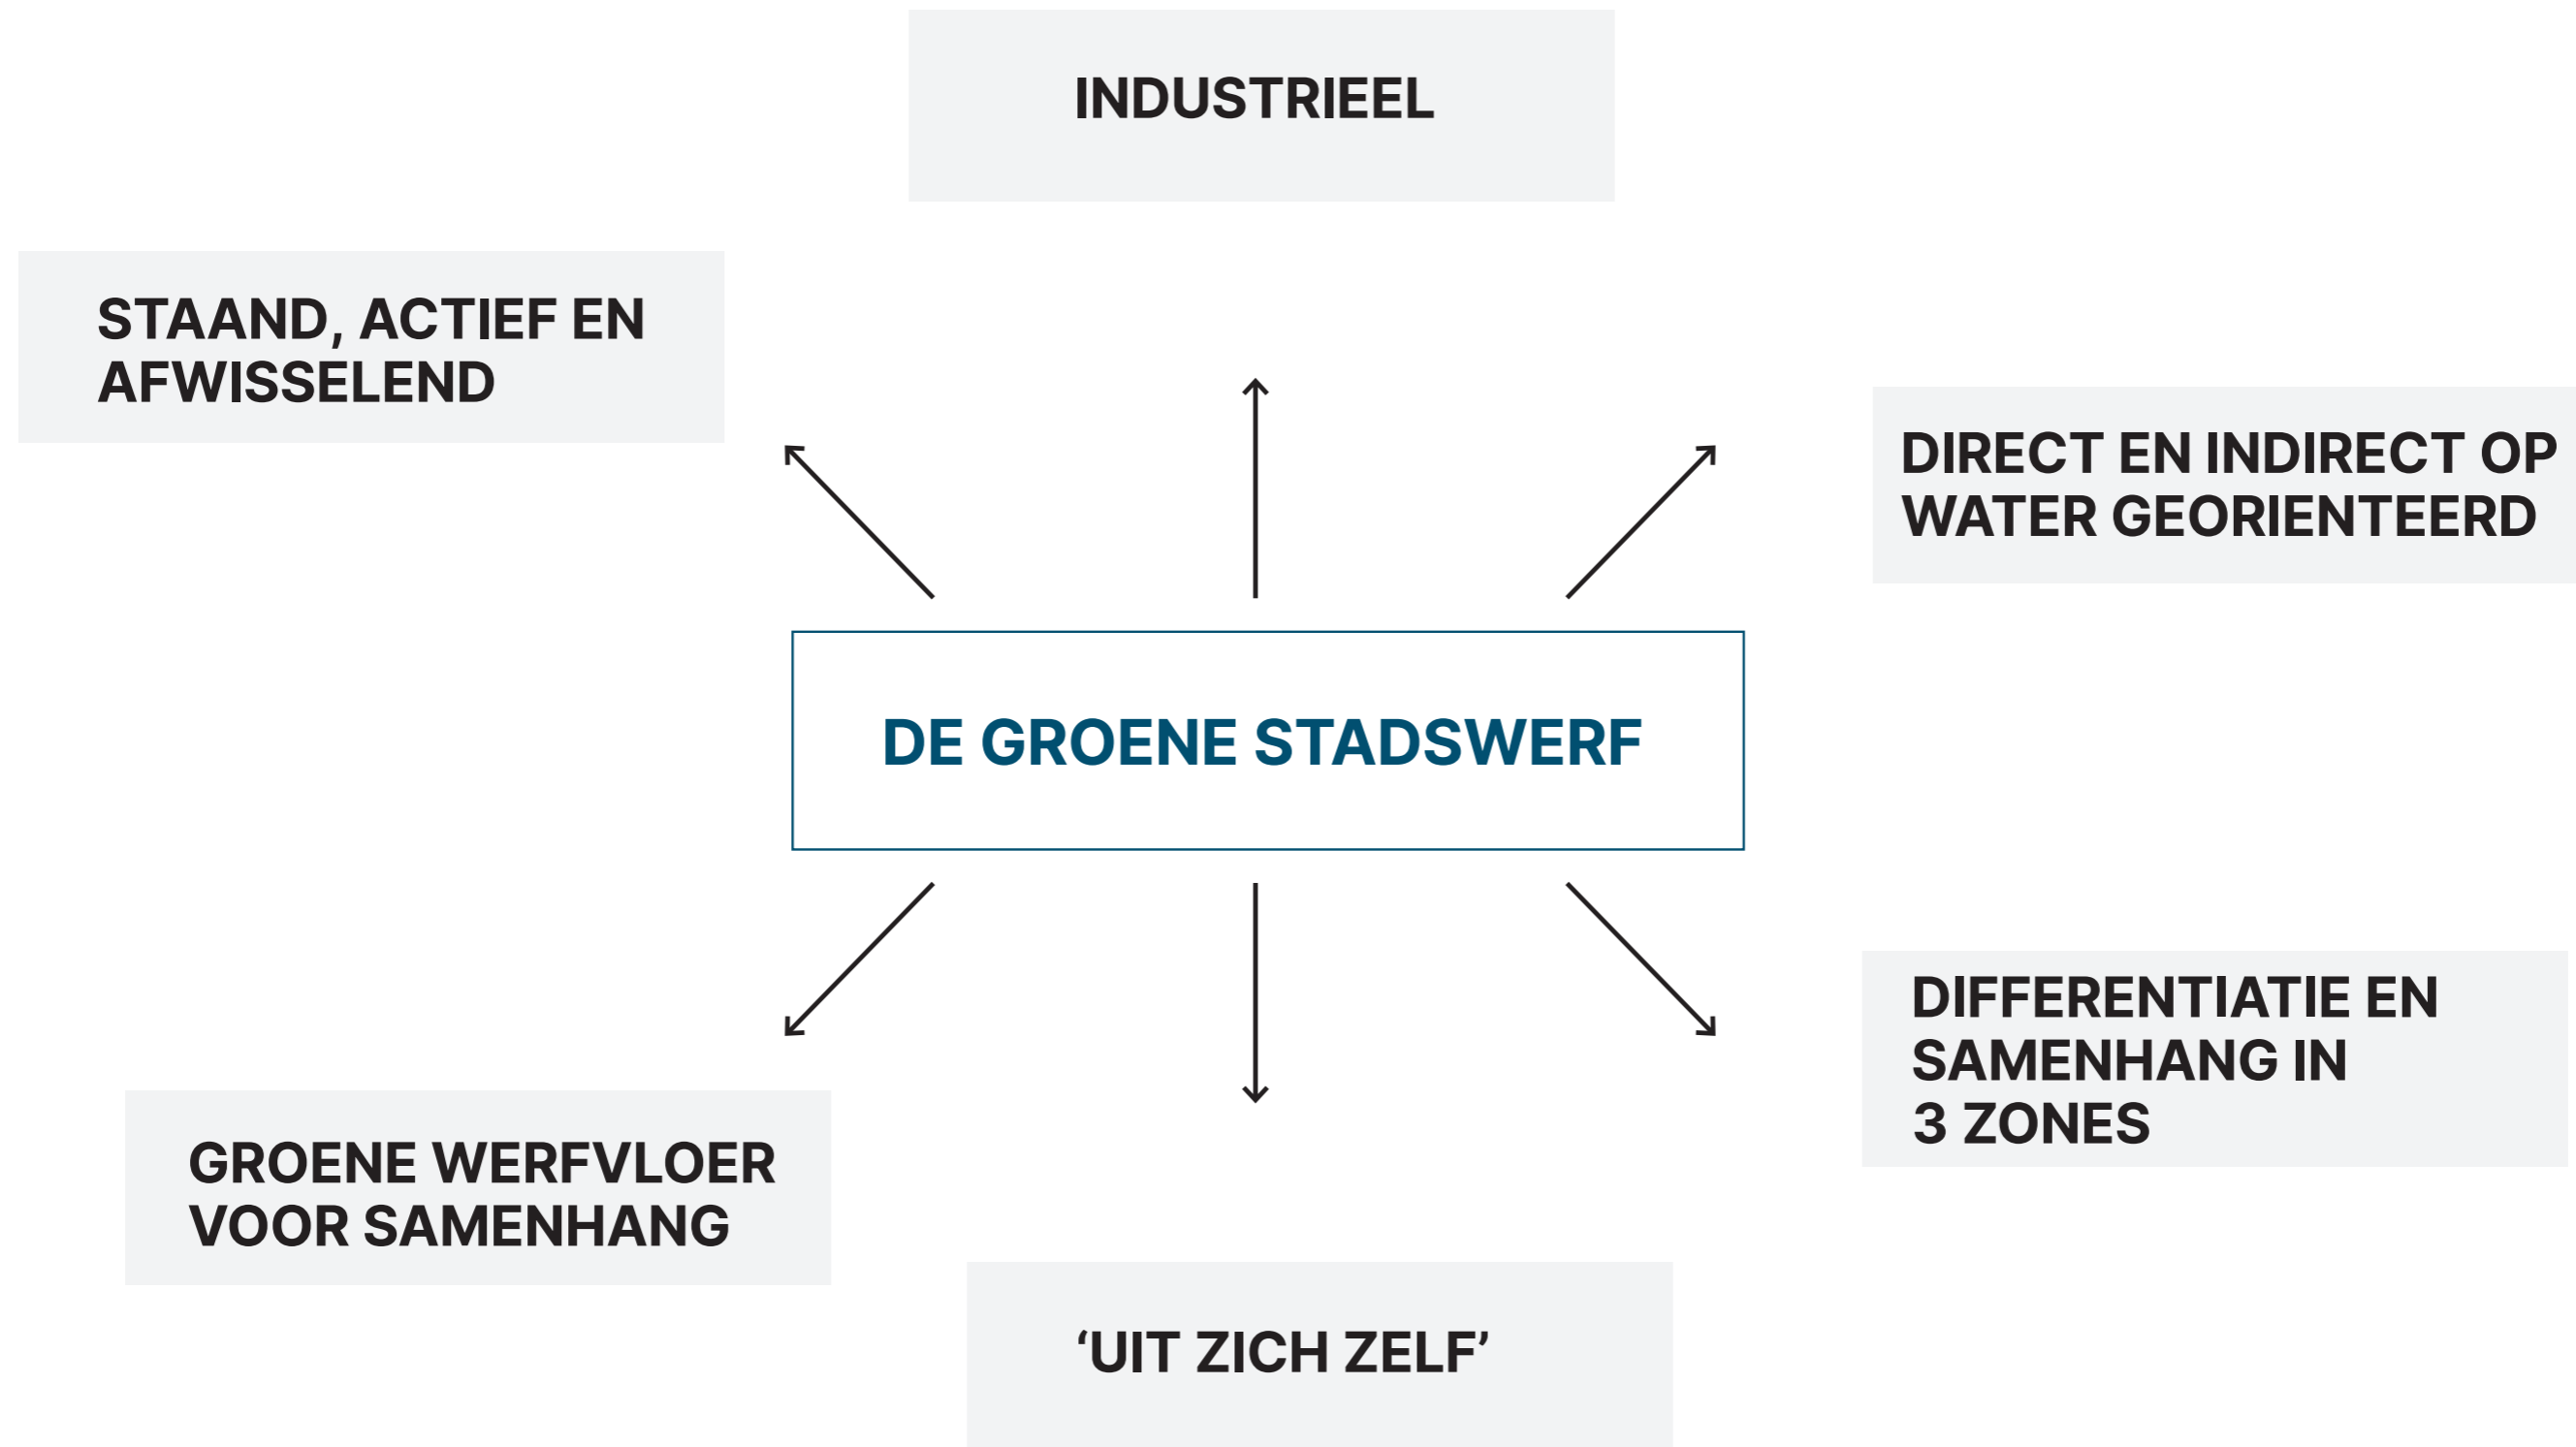 INDUSTRIEEL
STAAND, ACTIEF EN
AFWISSELEND
DIRECT EN INDIRECT OP
WATER GEORIENTEERD
DE GROENE STADSWERF
DIFFERENTIATIE EN
SAMENHANG IN
3 ZONES
GROENE WERFVLOER
VOOR SAMENHANG
‘UIT ZICH ZELF’